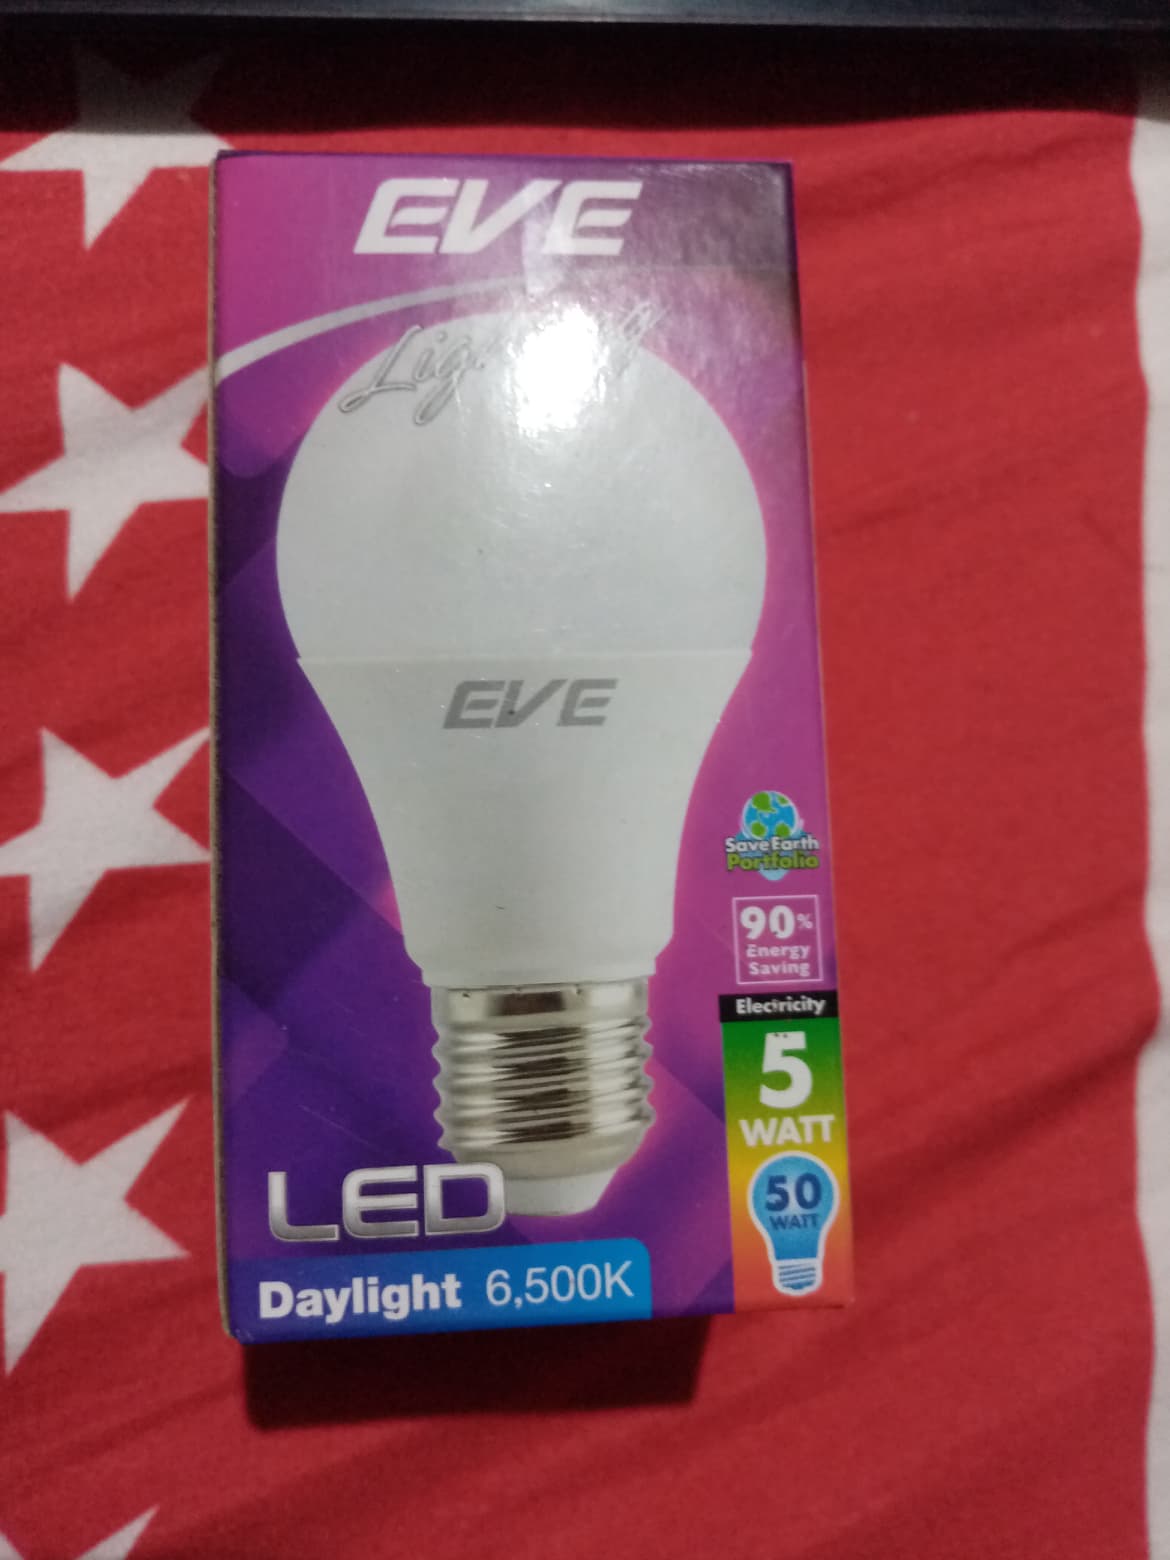 EVE
EVE
Save Earth
Portfolio
90%
Energy
Saving
Electricity
5
WATT
50
WATT
LED
Daylight 6,500K